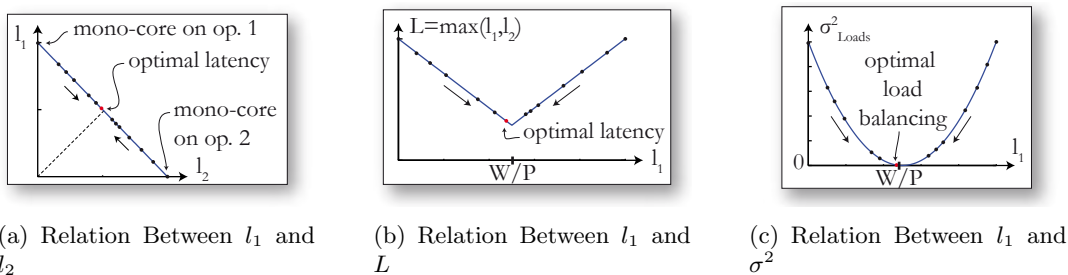 l₁
mono-core on op. 1
optimal latency
mono-core
on op. 2
l₂
L=max(l₁,l₂)
optimal latency
l₁
W/P
σ²Loads
optimal
load
balancing
0
l₁
W/P
(a) Relation Between l₁ and
l₂
(b) Relation Between l₁ and
L
(c) Relation Between l₁ and
σ²